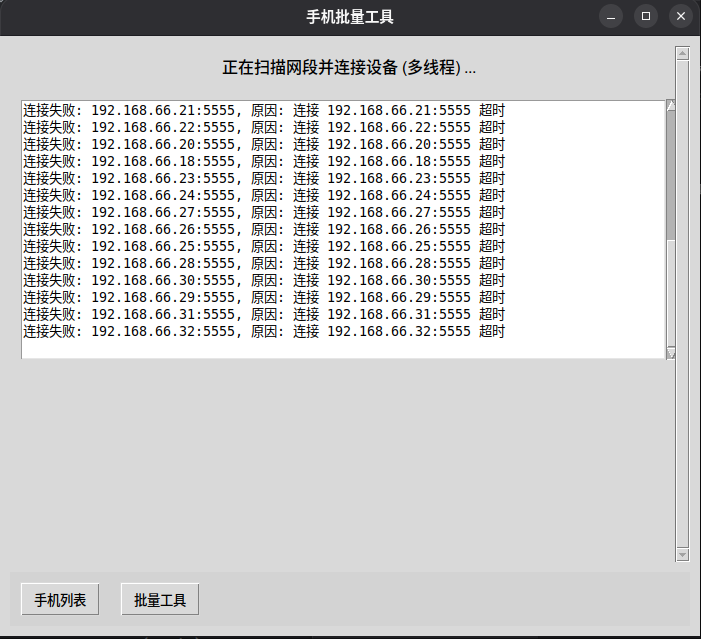 手机批量工具
正在扫描网段并连接设备 (多线程) ...
连接失败: 192.168.66.21:5555, 原因: 连接 192.168.66.21:5555 超时
连接失败: 192.168.66.22:5555, 原因: 连接 192.168.66.22:5555 超时
连接失败: 192.168.66.20:5555, 原因: 连接 192.168.66.20:5555 超时
连接失败: 192.168.66.18:5555, 原因: 连接 192.168.66.18:5555 超时
连接失败: 192.168.66.23:5555, 原因: 连接 192.168.66.23:5555 超时
连接失败: 192.168.66.24:5555, 原因: 连接 192.168.66.24:5555 超时
连接失败: 192.168.66.27:5555, 原因: 连接 192.168.66.27:5555 超时
连接失败: 192.168.66.26:5555, 原因: 连接 192.168.66.26:5555 超时
连接失败: 192.168.66.25:5555, 原因: 连接 192.168.66.25:5555 超时
连接失败: 192.168.66.28:5555, 原因: 连接 192.168.66.28:5555 超时
连接失败: 192.168.66.30:5555, 原因: 连接 192.168.66.30:5555 超时
连接失败: 192.168.66.29:5555, 原因: 连接 192.168.66.29:5555 超时
连接失败: 192.168.66.31:5555, 原因: 连接 192.168.66.31:5555 超时
连接失败: 192.168.66.32:5555, 原因: 连接 192.168.66.32:5555 超时
手机列表 批量工具